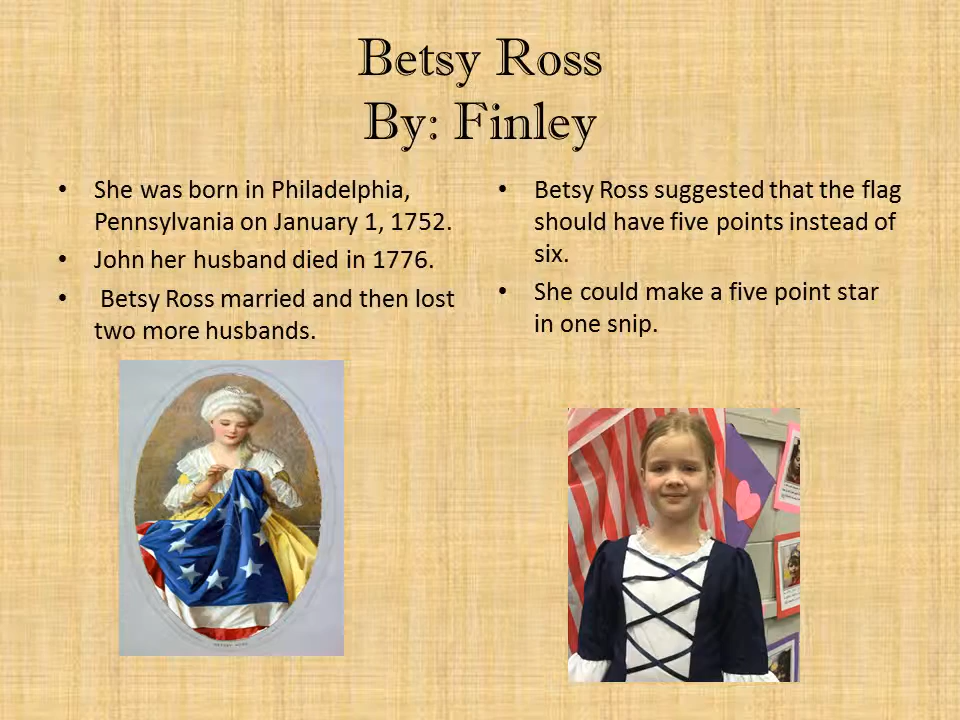 Betsy Ross
By: Finley
• She was born in Philadelphia,
Pennsylvania on January 1, 1752.
• John her husband died in 1776.
• Betsy Ross married and then lost
two more husbands.
• Betsy Ross suggested that the flag
should have five points instead of
six.
• She could make a five point star
in one snip.
BETSY ROSS